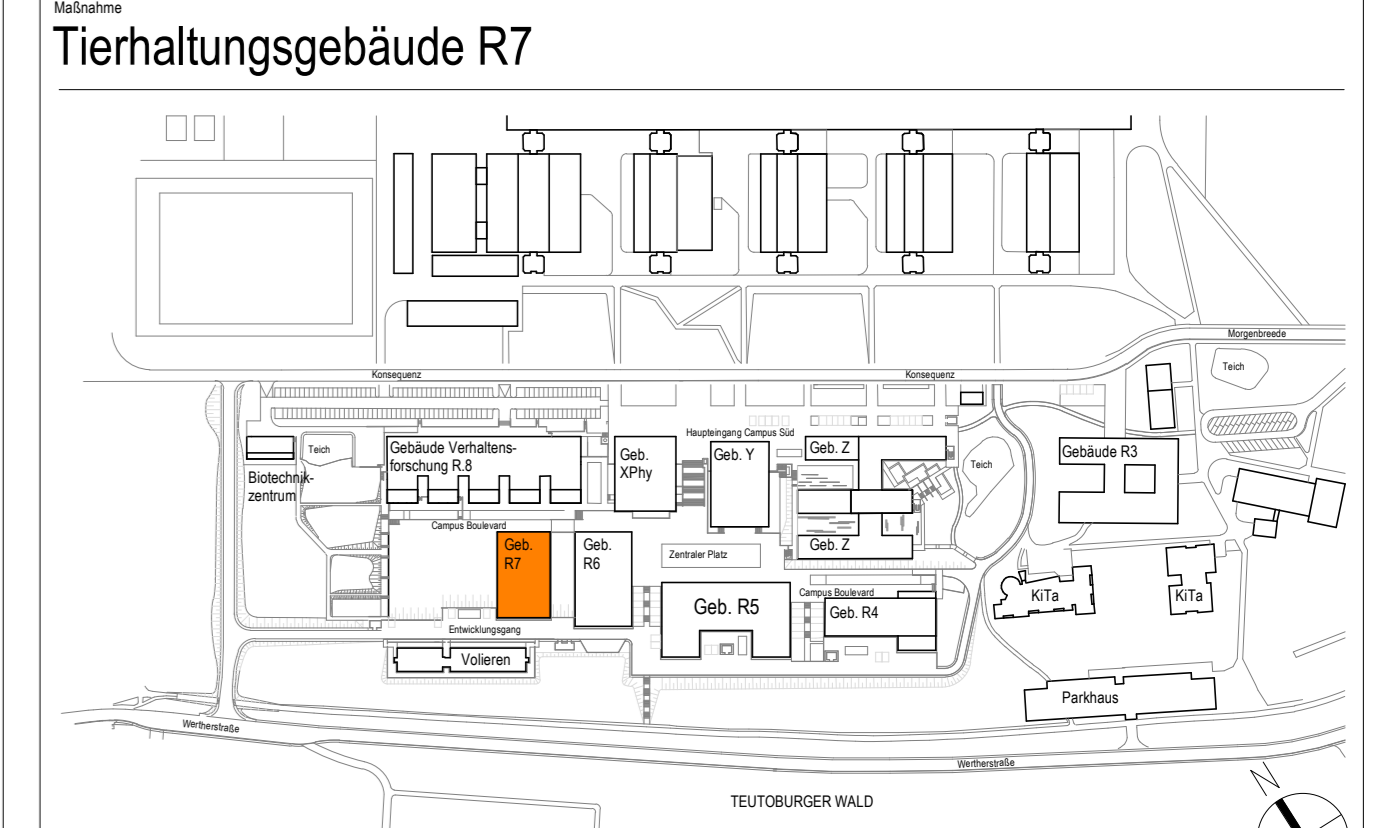 Maßnahme
Tierhaltungsgebäude R7
Morgenbreede
Teich
Konsequenz
Konsequenz
Haupteingang Campus Süd
Teich
Gebäude Verhaltens-
forschung R.8
Geb.
XPhy
Geb. Y
Geb. Z
Teich
Gebäude R3
Biotechnik-
zentrum
Campus Boulevard
Geb.
R7
Geb.
R6
Zentraler Platz
Geb. Z
Campus Boulevard
KiTa
KiTa
Geb. R5
Geb. R4
Entwicklungsgang
Volieren
Parkhaus
Wertherstraße
Wertherstraße
TEUTOBURGER WALD
N